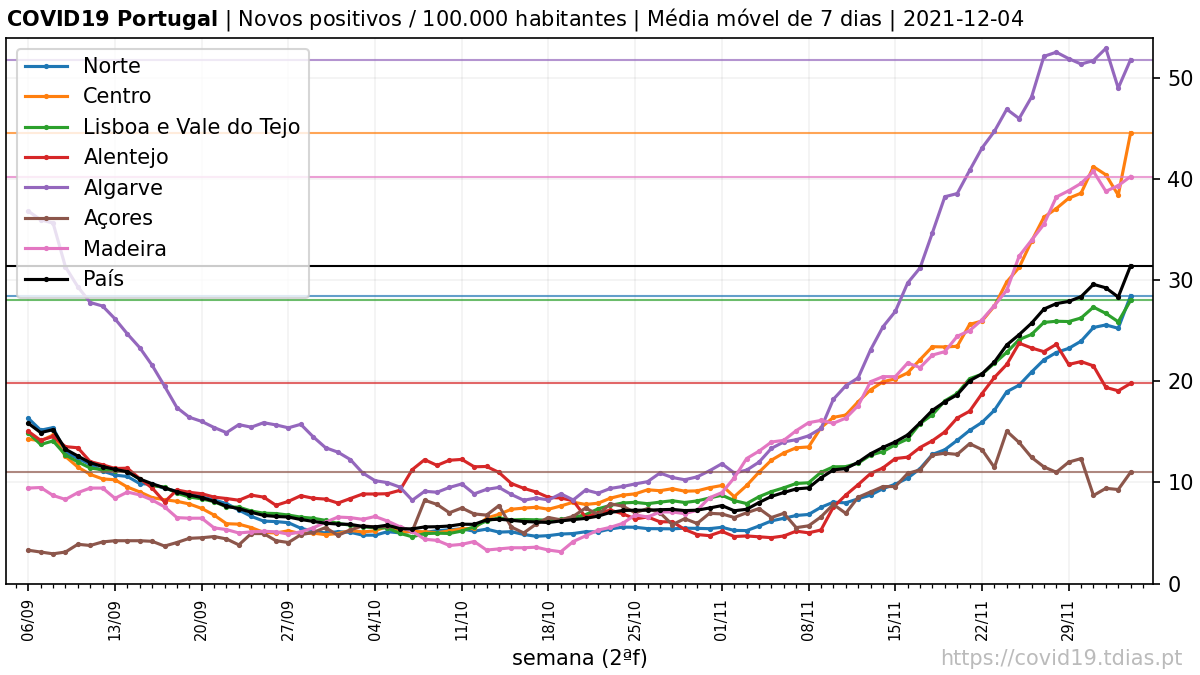 COVID19 Portugal | Novos positivos / 100.000 habitantes | Média móvel de 7 dias | 2021-12-04
Norte
Centro
Lisboa e Vale do Tejo
Alentejo
Algarve
Açores
Madeira
País
50
40
30
20
10
0
06/09 13/09 20/09 27/09 04/10 11/10 18/10 25/10 01/11 08/11 15/11 22/11 29/11
semana (2ªf)
https://covid19.tdias.pt